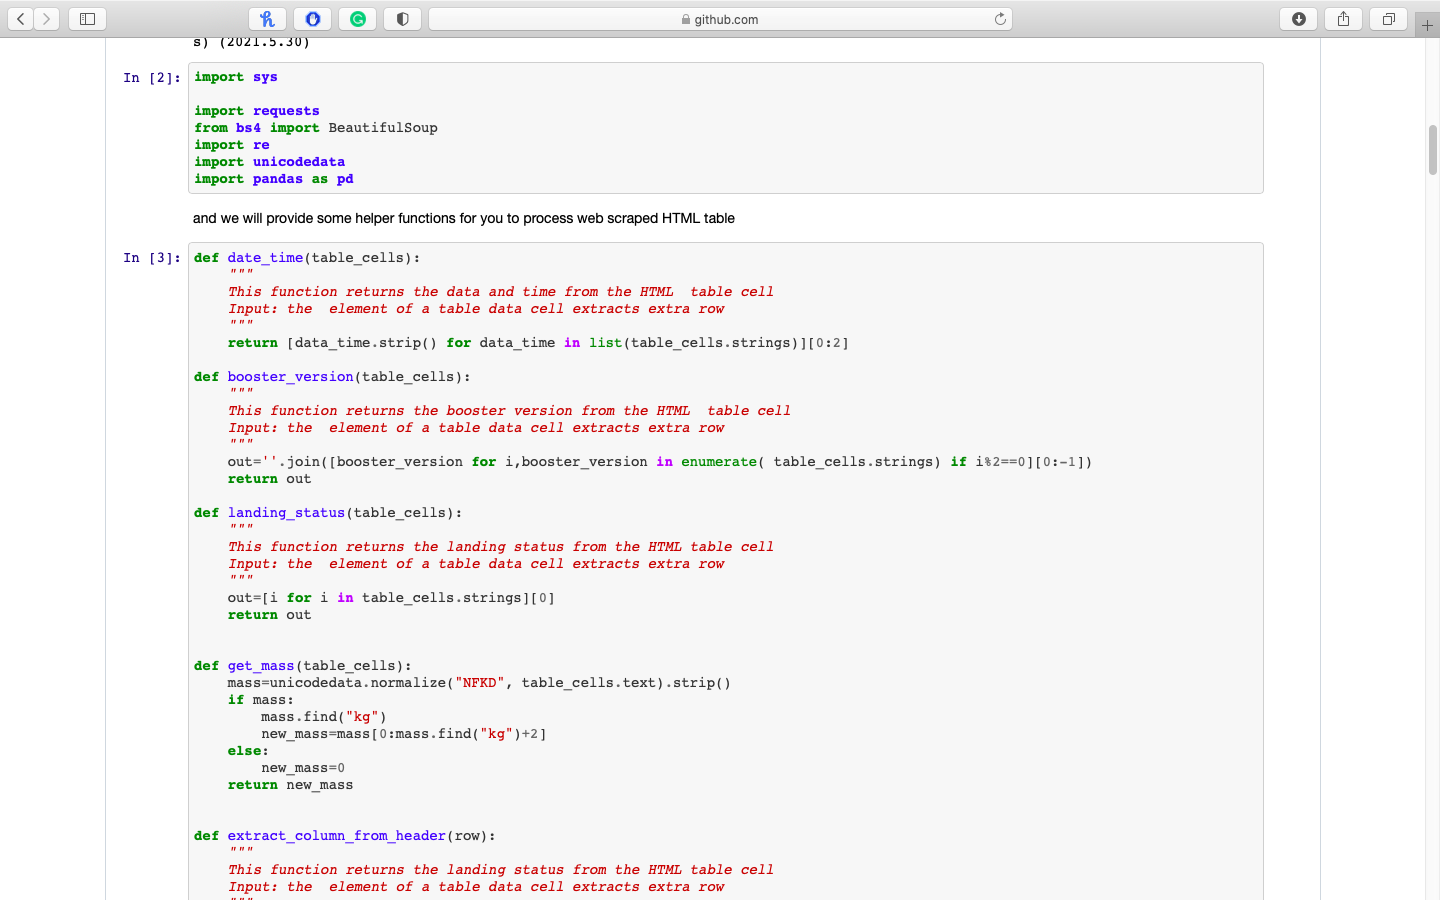 github.com
s) (2021.5.30)
In [2]:
import sys
import requests
from bs4 import BeautifulSoup
import re
import unicodedata
import pandas as pd
and we will provide some helper functions for you to process web scraped HTML table
In [3]:
def date_time(table_cells):
"""
This function returns the data and time from the HTML  table cell
Input: the  element of a table data cell extracts extra row
"""
return [data_time.strip() for data_time in list(table_cells.strings)][0:2]
def booster_version(table_cells):
"""
This function returns the booster version from the HTML  table cell
Input: the  element of a table data cell extracts extra row
"""
out=''.join([booster_version for i,booster_version in enumerate( table_cells.strings) if i%2==0][0:-1])
return out
def landing_status(table_cells):
"""
This function returns the landing status from the HTML table cell
Input: the  element of a table data cell extracts extra row
"""
out=[i for i in table_cells.strings][0]
return out
def get_mass(table_cells):
mass=unicodedata.normalize("NFKD", table_cells.text).strip()
if mass:
mass.find("kg")
new_mass=mass[0:mass.find("kg")+2]
else:
new_mass=0
return new_mass
def extract_column_from_header(row):
"""
This function returns the landing status from the HTML table cell
Input: the  element of a table data cell extracts extra row
"""